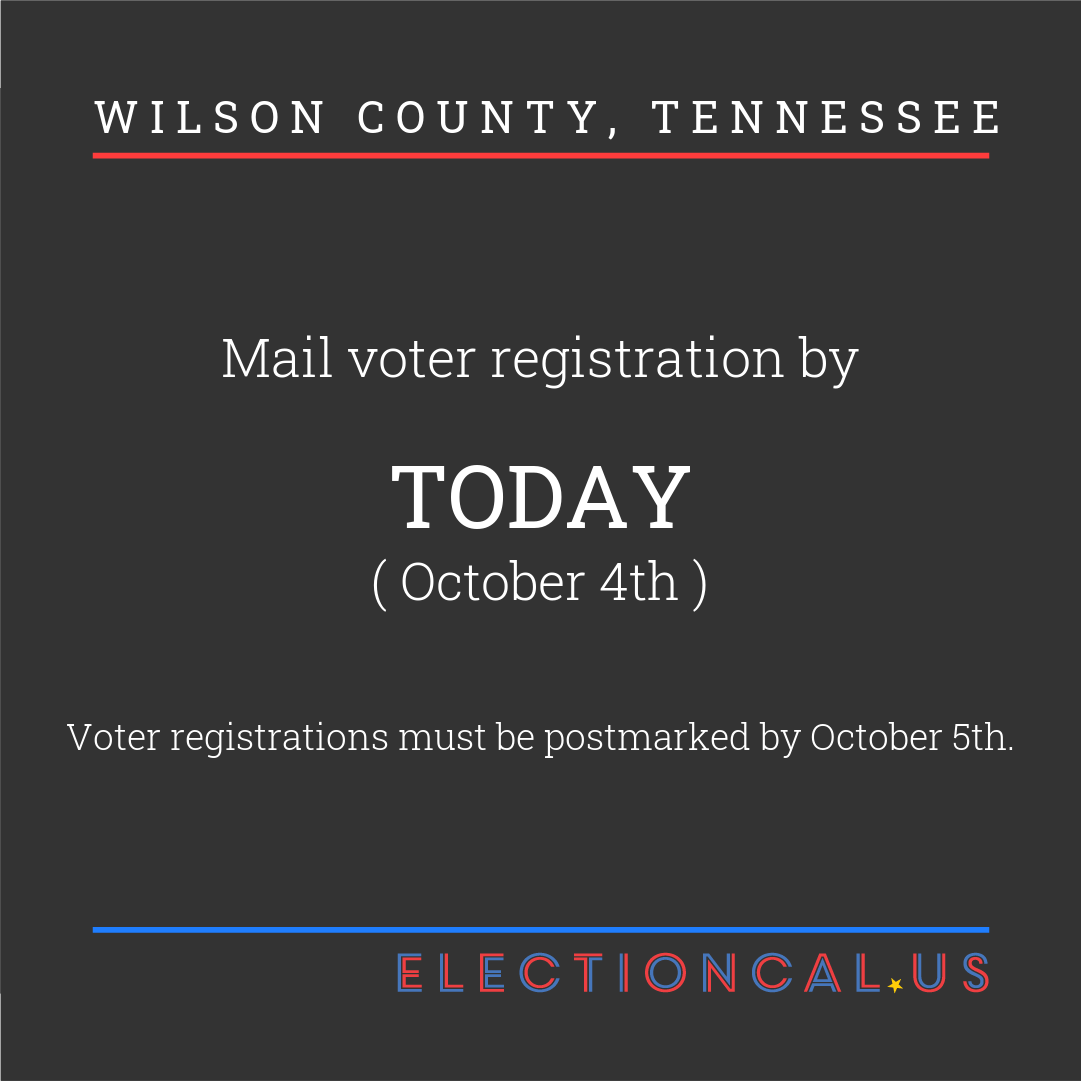 WILSON COUNTY, TENNESSEE
Mail voter registration by
TODAY
( October 4th )
Voter registrations must be postmarked by October 5th.
ELECTIONCAL.US